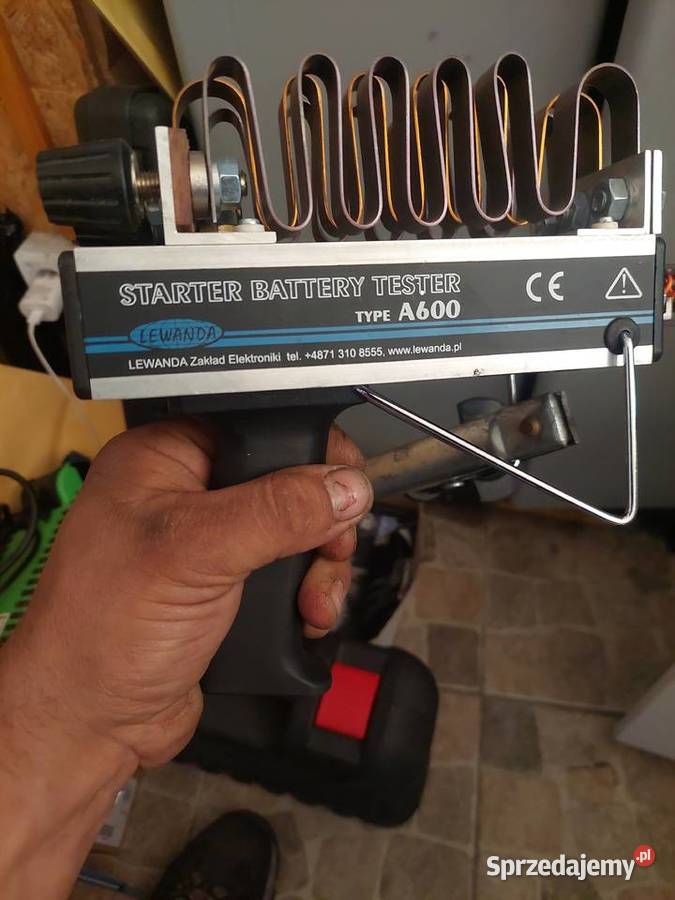 STARTER BATTERY TESTER
TYPE A600
CE
LEWANDA
LEWANDA Zakład Elektroniki tel. +4871 310 8555, www.lewanda.pl
Sprzedajemy.pl